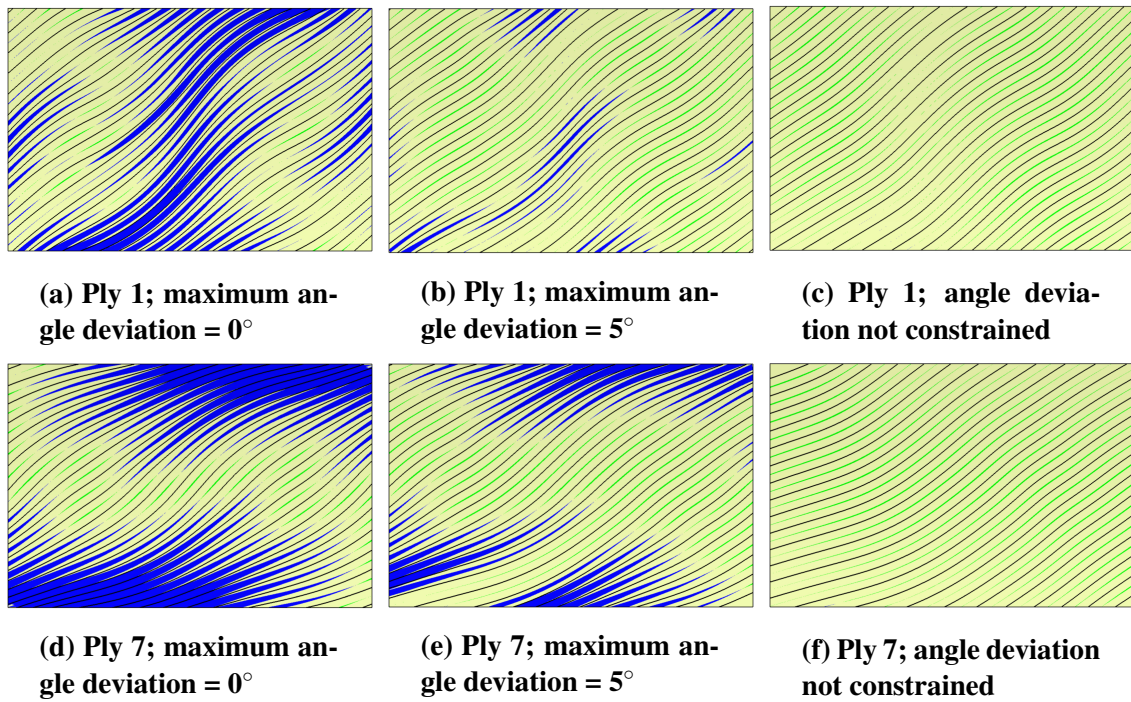 (a) Ply 1; maximum an-
gle deviation = 0°
(b) Ply 1; maximum an-
gle deviation = 5°
(c) Ply 1; angle devia-
tion not constrained
(d) Ply 7; maximum an-
gle deviation = 0°
(e) Ply 7; maximum an-
gle deviation = 5°
(f) Ply 7; angle deviation
not constrained